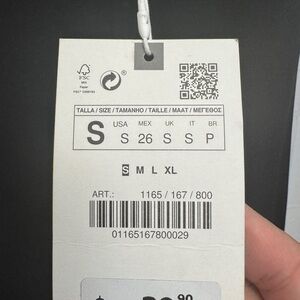 FSC
TALLA / SIZE / TAMANHO / TAILLE / MAAT / ΜΕΓΕΘΟΣ
USA MEX UK IT BR
S S 26 S S P
S M L XL
ART.: 1165 / 167 / 800
01165167800029
90